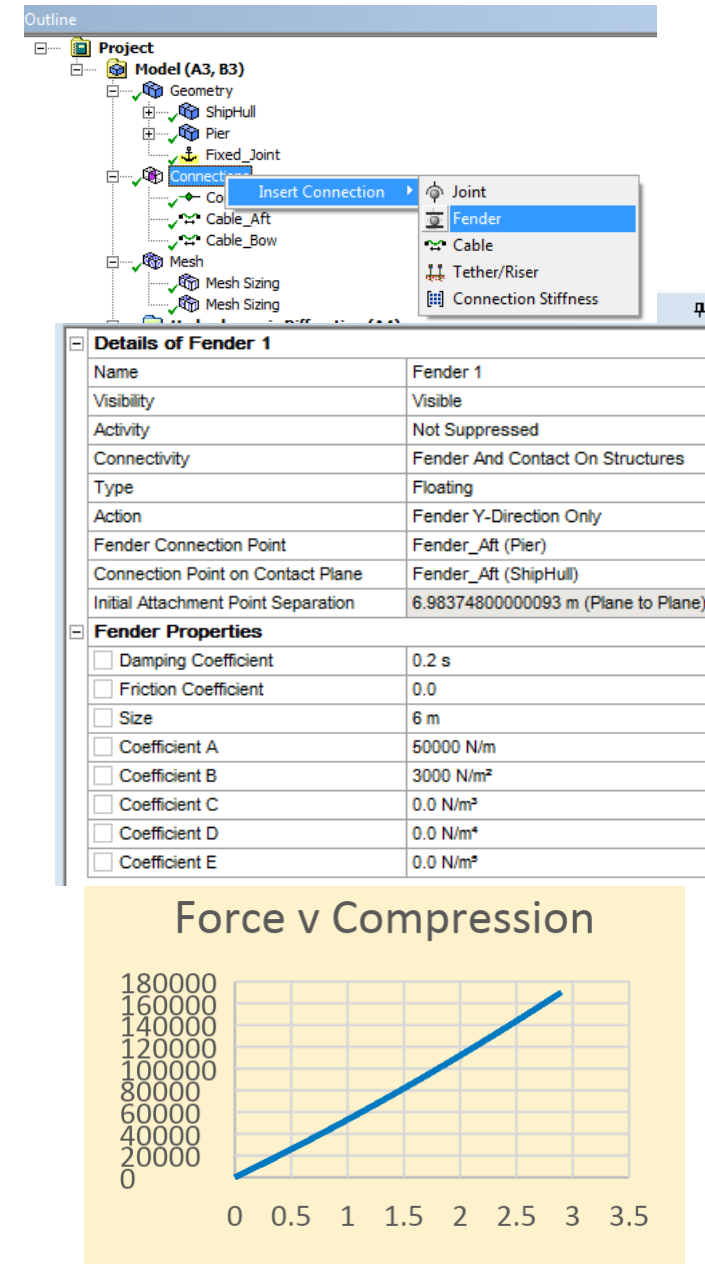 Outline
Project
Model (A3, B3)
Geometry
ShipHull
Pier
Fixed_Joint
Connections
Insert Connection
Joint
Co
Fender
Cable_Aft
Cable
Cable_Bow
Mesh
Tether/Riser
Mesh Sizing
Connection Stiffness
Mesh Sizing
Details of Fender 1
Name Fender 1
Visibility Visible
Activity Not Suppressed
Connectivity Fender And Contact On Structures
Type Floating
Action Fender Y-Direction Only
Fender Connection Point Fender_Aft (Pier)
Connection Point on Contact Plane Fender_Aft (ShipHull)
Initial Attachment Point Separation 6.98374800000093 m (Plane to Plane)
Fender Properties
Damping Coefficient 0.2 s
Friction Coefficient 0.0
Size 6 m
Coefficient A 50000 N/m
Coefficient B 3000 N/m²
Coefficient C 0.0 N/m³
Coefficient D 0.0 N/m⁴
Coefficient E 0.0 N/m⁵
Force v Compression
180000
160000
140000
120000
100000
80000
60000
40000
20000
0
0 0.5 1 1.5 2 2.5 3 3.5